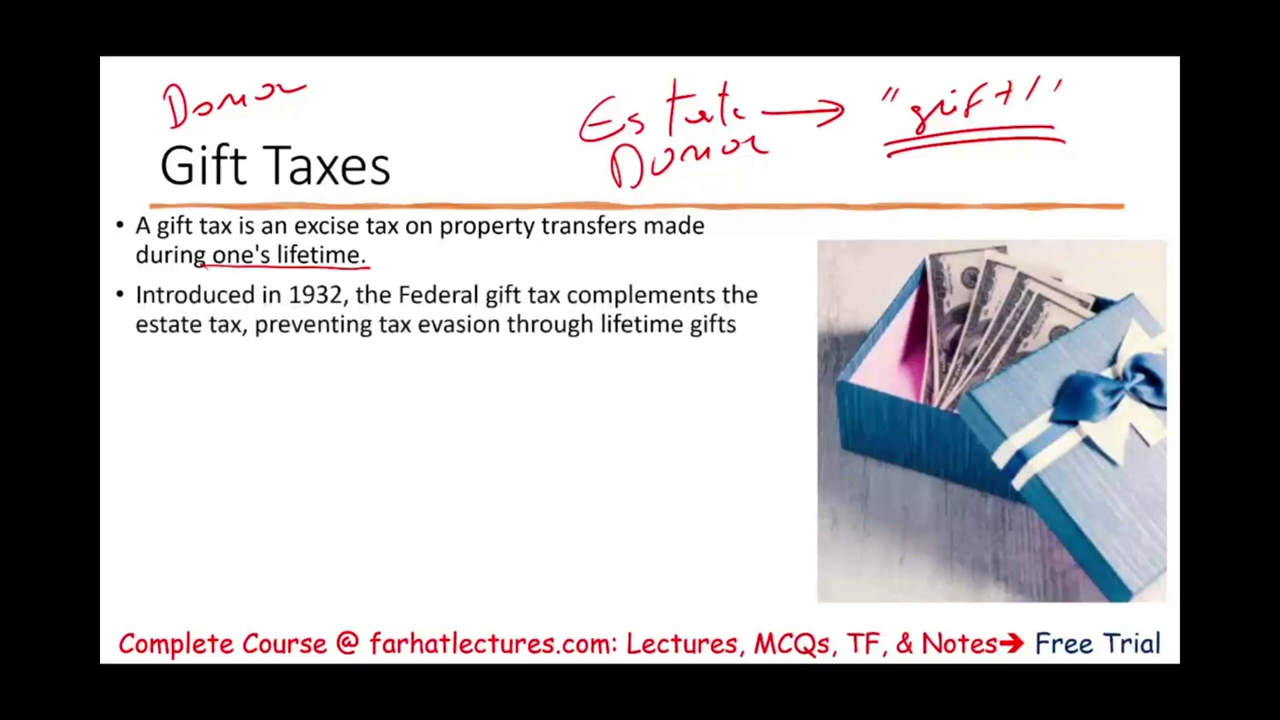 Donor
Estate → "gift"
Donor
Gift Taxes
• A gift tax is an excise tax on property transfers made
during one's lifetime.
• Introduced in 1932, the Federal gift tax complements the
estate tax, preventing tax evasion through lifetime gifts
Complete Course @ farhatlectures.com: Lectures, MCQs, TF, & Notes➔ Free Trial